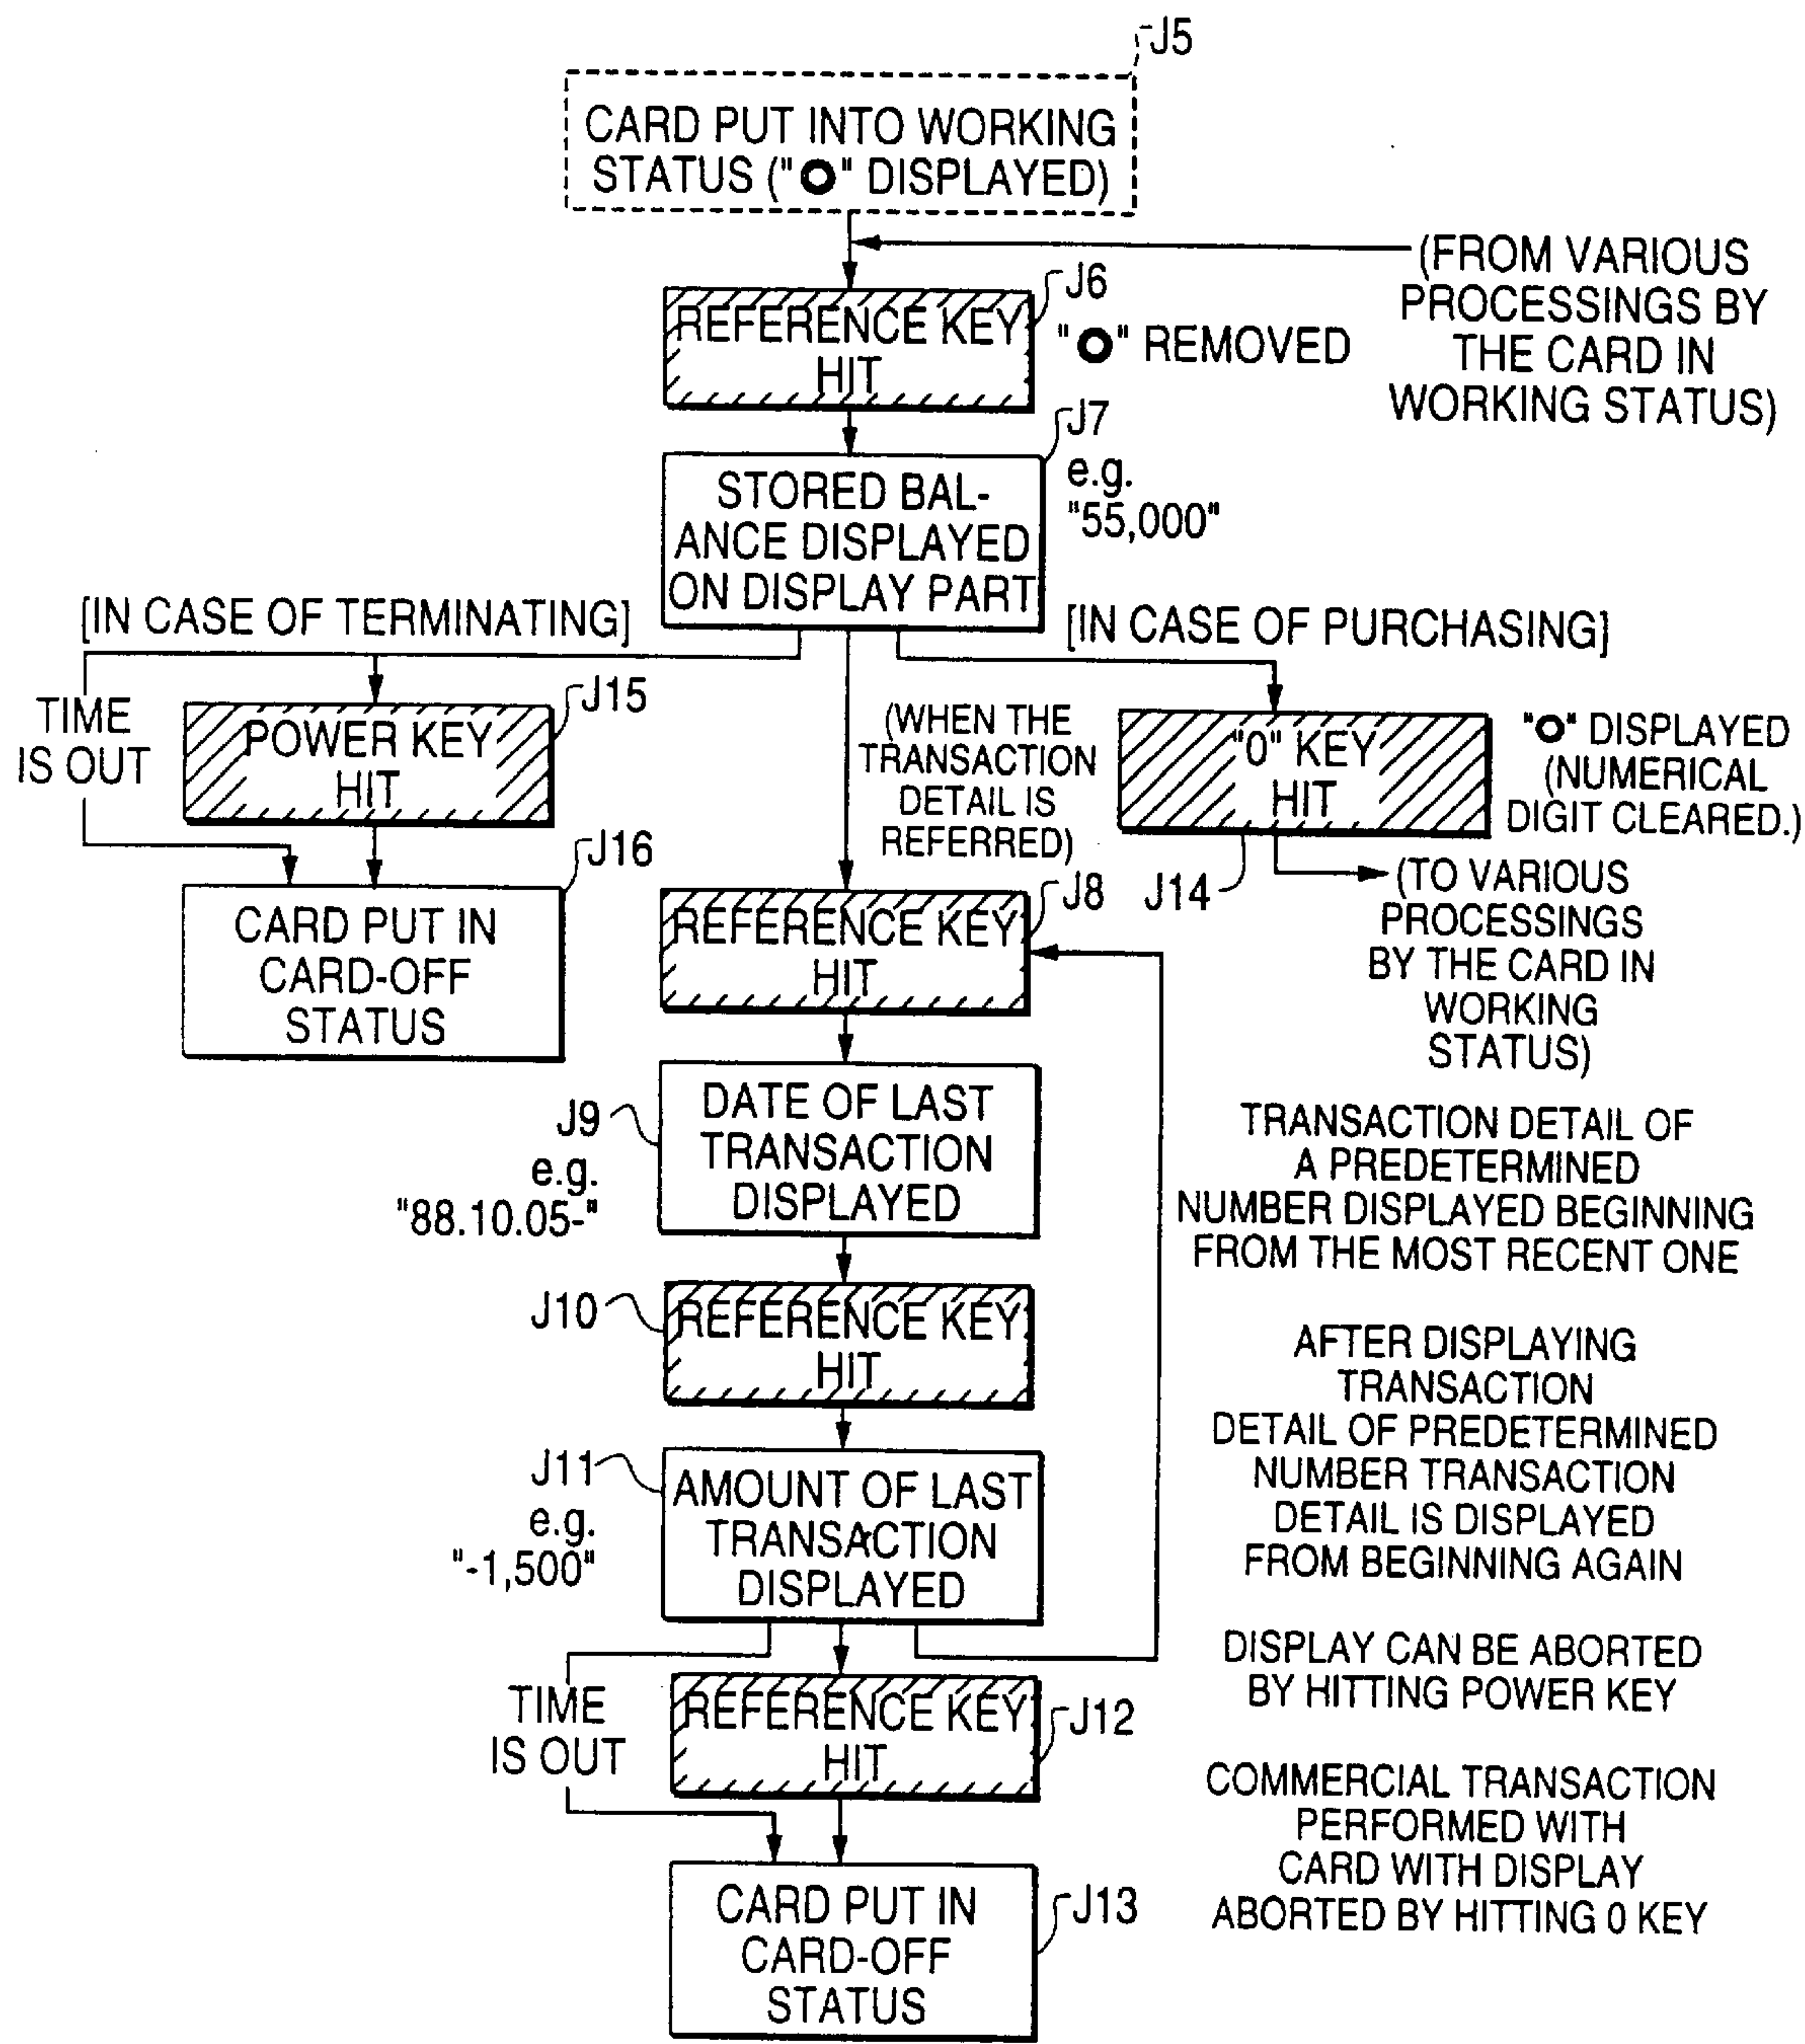 J5
CARD PUT INTO WORKING
STATUS ("O" DISPLAYED)
(FROM VARIOUS
PROCESSINGS BY
THE CARD IN
WORKING STATUS)
J6
REFERENCE KEY
HIT
"O" REMOVED
J7
STORED BAL-
ANCE DISPLAYED
ON DISPLAY PART
e.g.
"55,000"
[IN CASE OF TERMINATING]
[IN CASE OF PURCHASING]
TIME
IS OUT
J15
POWER KEY
HIT
(WHEN THE
TRANSACTION
DETAIL IS
REFERRED)
"0" KEY
HIT
"O" DISPLAYED
(NUMERICAL
DIGIT CLEARED.)
J14
(TO VARIOUS
PROCESSINGS
BY THE CARD IN
WORKING
STATUS)
J16
CARD PUT IN
CARD-OFF
STATUS
J8
REFERENCE KEY
HIT
J9
e.g.
"88.10.05-"
DATE OF LAST
TRANSACTION
DISPLAYED
TRANSACTION DETAIL OF
A PREDETERMINED
NUMBER DISPLAYED BEGINNING
FROM THE MOST RECENT ONE
J10
REFERENCE KEY
HIT
AFTER DISPLAYING
TRANSACTION
DETAIL OF PREDETERMINED
NUMBER TRANSACTION
DETAIL IS DISPLAYED
FROM BEGINNING AGAIN
J11
e.g.
"-1,500"
AMOUNT OF LAST
TRANSACTION
DISPLAYED
DISPLAY CAN BE ABORTED
BY HITTING POWER KEY
TIME
IS OUT
REFERENCE KEY
HIT
J12
COMMERCIAL TRANSACTION
PERFORMED WITH
CARD WITH DISPLAY
ABORTED BY HITTING 0 KEY
CARD PUT IN
CARD-OFF
STATUS
J13